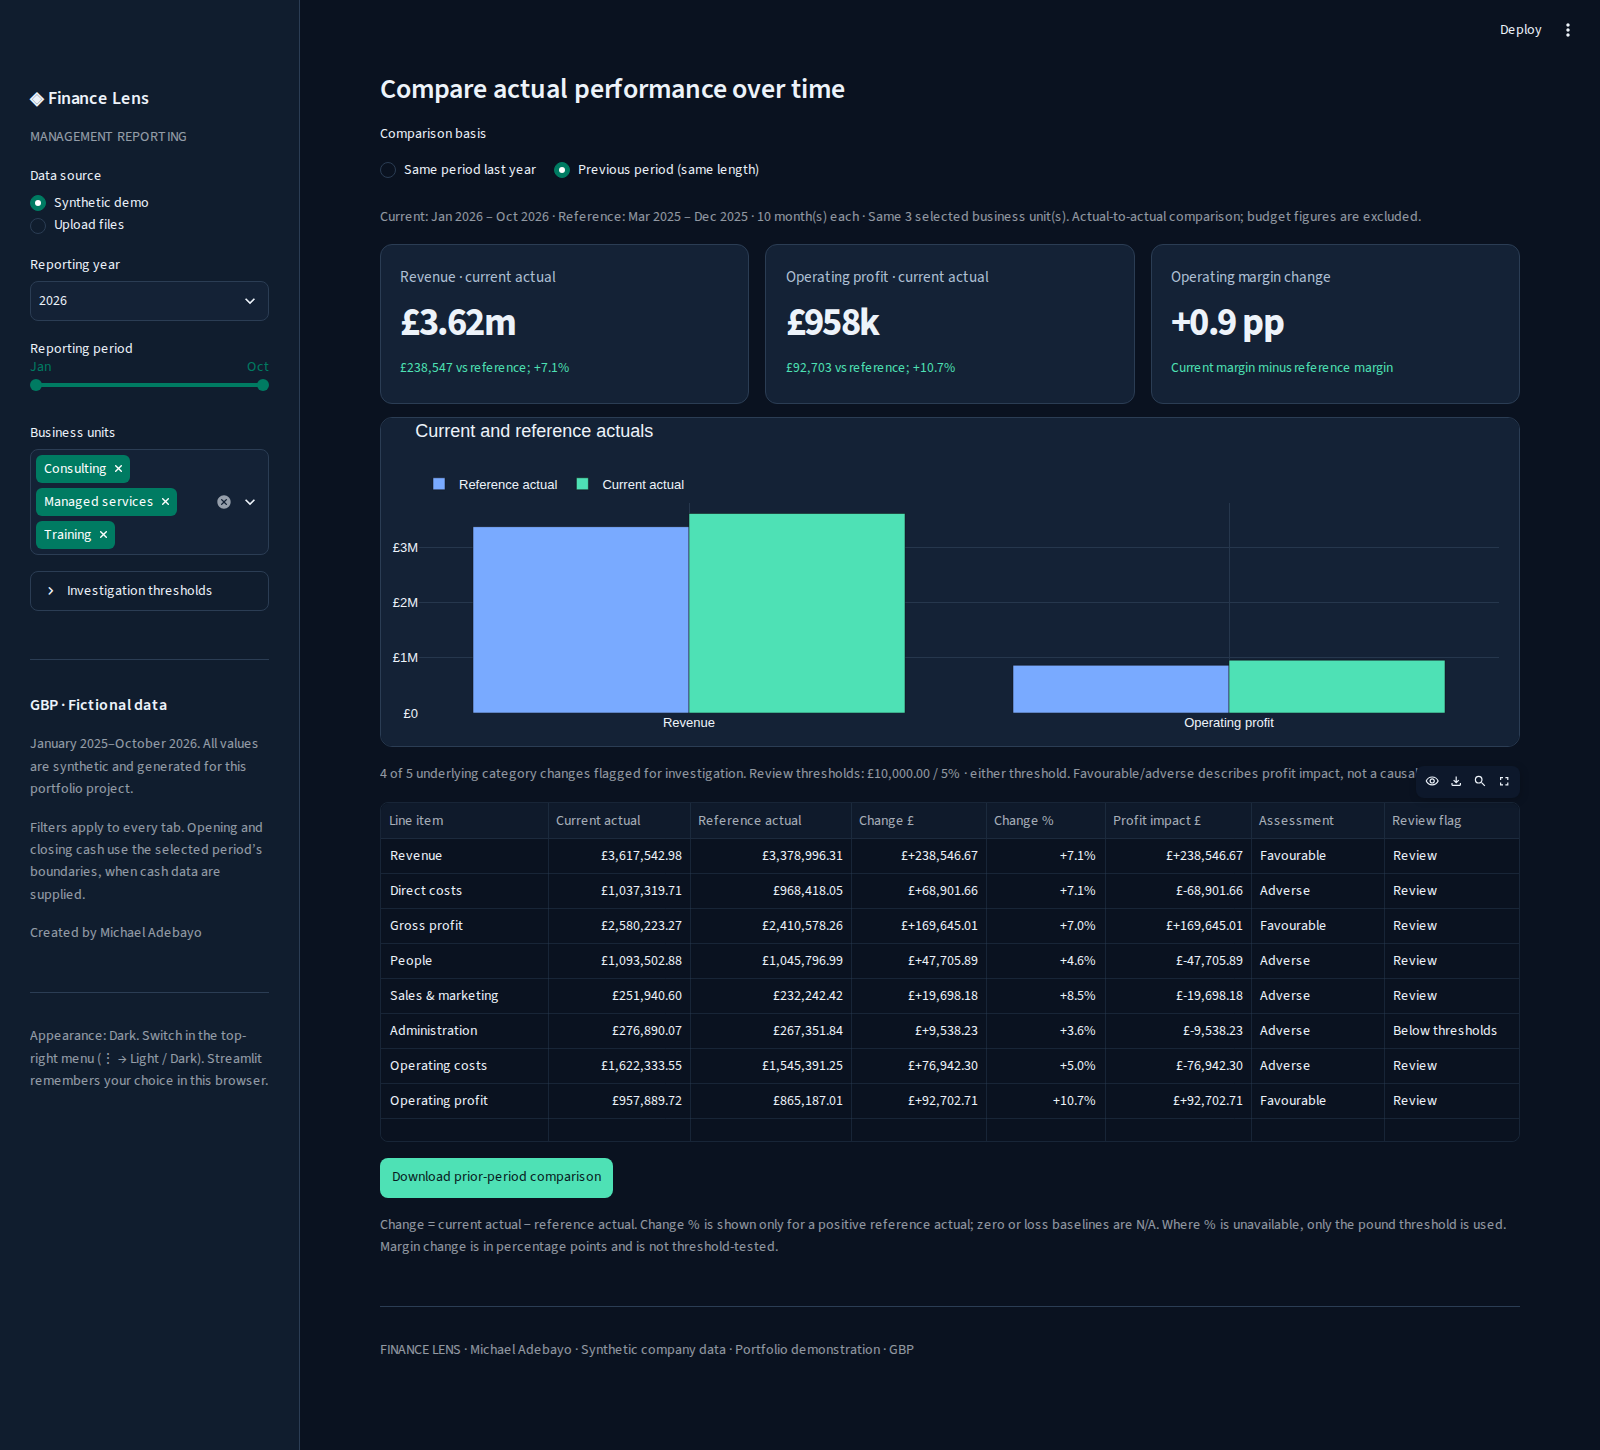 Deploy
◈ Finance Lens
MANAGEMENT REPORTING
Data source
Synthetic demo
Upload files
Reporting year
2026
Reporting period
Jan Oct
Business units
Consulting
Managed services
Training
Investigation thresholds
GBP · Fictional data
January 2025–October 2026. All values
are synthetic and generated for this
portfolio project.
Filters apply to every tab. Opening and
closing cash use the selected period's
boundaries, when cash data are
supplied.
Created by Michael Adebayo
Appearance: Dark. Switch in the top-
right menu (⋮ → Light / Dark). Streamlit
remembers your choice in this browser.
Compare actual performance over time
Comparison basis
Same period last year Previous period (same length)
Current: Jan 2026 – Oct 2026 · Reference: Mar 2025 – Dec 2025 · 10 month(s) each · Same 3 selected business unit(s). Actual-to-actual comparison; budget figures are excluded.
Revenue · current actual
£3.62m
£238,547 vs reference; +7.1%
Operating profit · current actual
£958k
£92,703 vs reference; +10.7%
Operating margin change
+0.9 pp
Current margin minus reference margin
Current and reference actuals
Reference actual Current actual
£3M
£2M
£1M
£0
Revenue Operating profit
4 of 5 underlying category changes flagged for investigation. Review thresholds: £10,000.00 / 5% · either threshold. Favourable/adverse describes profit impact, not a causal
Line item Current actual Reference actual Change £ Change % Profit impact £ Assessment Review flag
Revenue £3,617,542.98 £3,378,996.31 £+238,546.67 +7.1% £+238,546.67 Favourable Review
Direct costs £1,037,319.71 £968,418.05 £+68,901.66 +7.1% £-68,901.66 Adverse Review
Gross profit £2,580,223.27 £2,410,578.26 £+169,645.01 +7.0% £+169,645.01 Favourable Review
People £1,093,502.88 £1,045,796.99 £+47,705.89 +4.6% £-47,705.89 Adverse Review
Sales & marketing £251,940.60 £232,242.42 £+19,698.18 +8.5% £-19,698.18 Adverse Review
Administration £276,890.07 £267,351.84 £+9,538.23 +3.6% £-9,538.23 Adverse Below thresholds
Operating costs £1,622,333.55 £1,545,391.25 £+76,942.30 +5.0% £-76,942.30 Adverse Review
Operating profit £957,889.72 £865,187.01 £+92,702.71 +10.7% £+92,702.71 Favourable Review
Download prior-period comparison
Change = current actual − reference actual. Change % is shown only for a positive reference actual; zero or loss baselines are N/A. Where % is unavailable, only the pound threshold is used.
Margin change is in percentage points and is not threshold-tested.
FINANCE LENS · Michael Adebayo · Synthetic company data · Portfolio demonstration · GBP